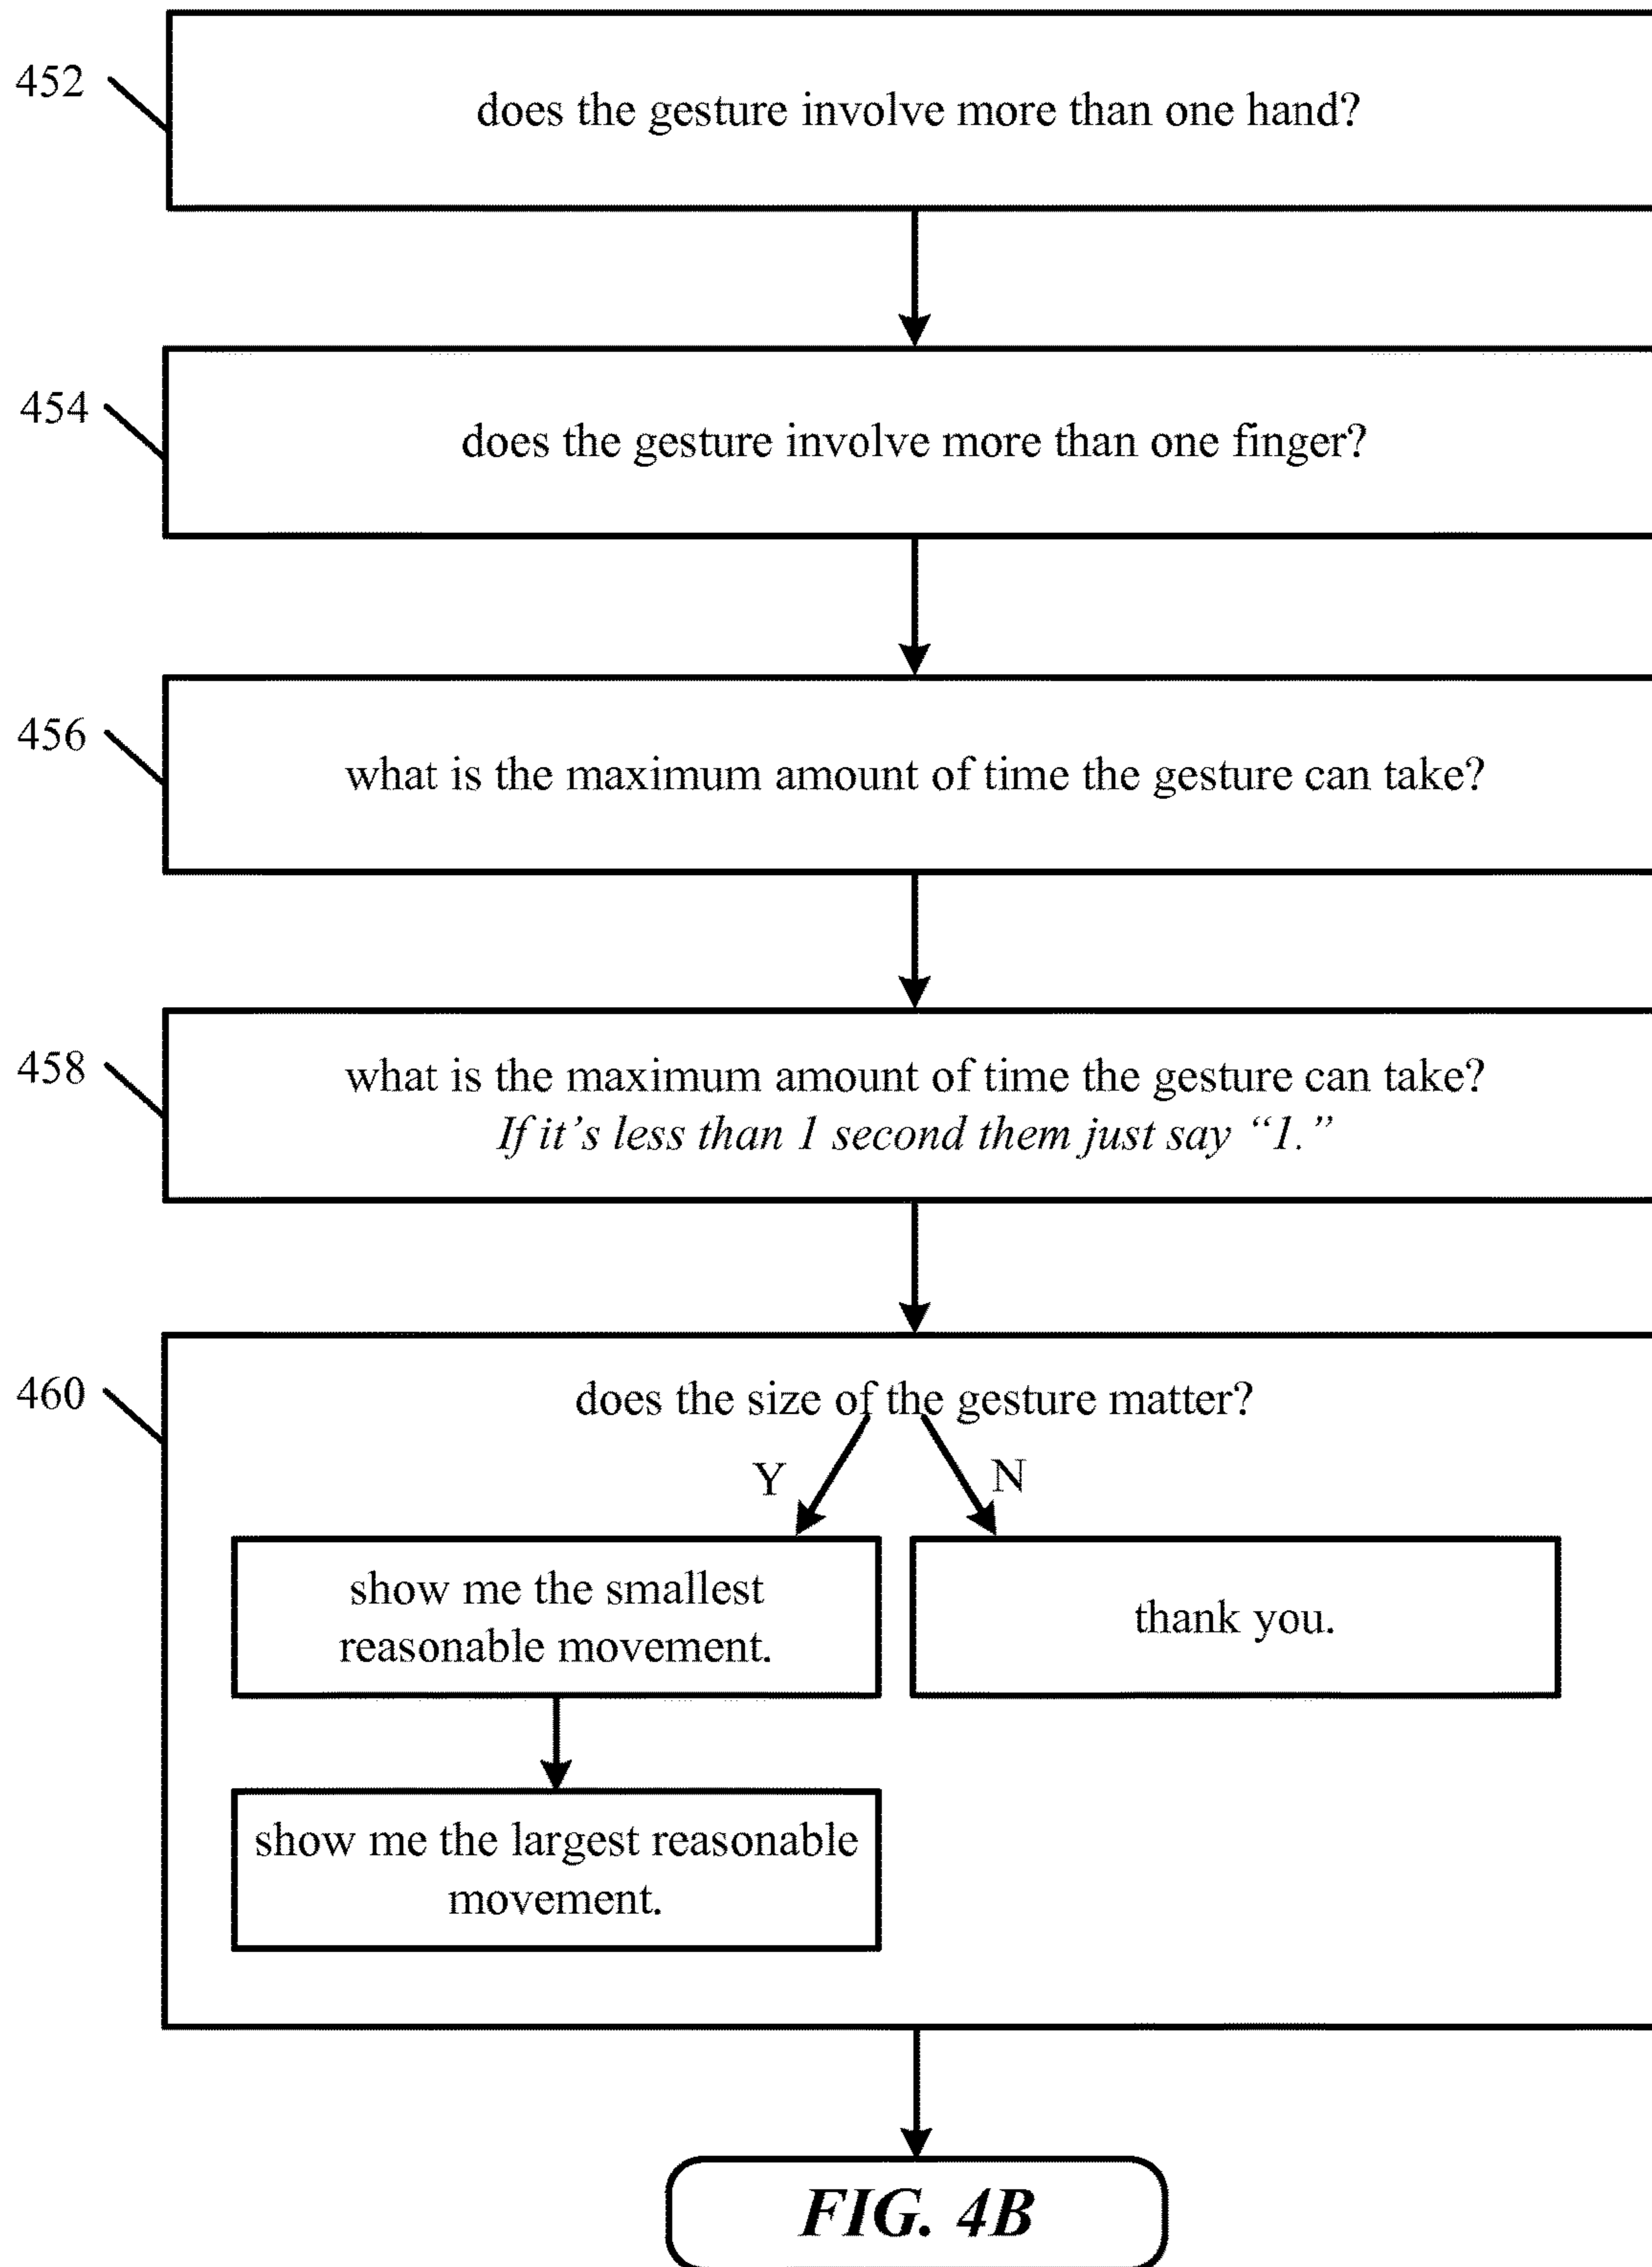 452
does the gesture involve more than one hand?
454
does the gesture involve more than one finger?
456
what is the maximum amount of time the gesture can take?
458
what is the maximum amount of time the gesture can take?
If it’s less than 1 second them just say “1.”
460
does the size of the gesture matter?
Y
N
show me the smallest
reasonable movement.
thank you.
show me the largest reasonable
movement.
FIG. 4B